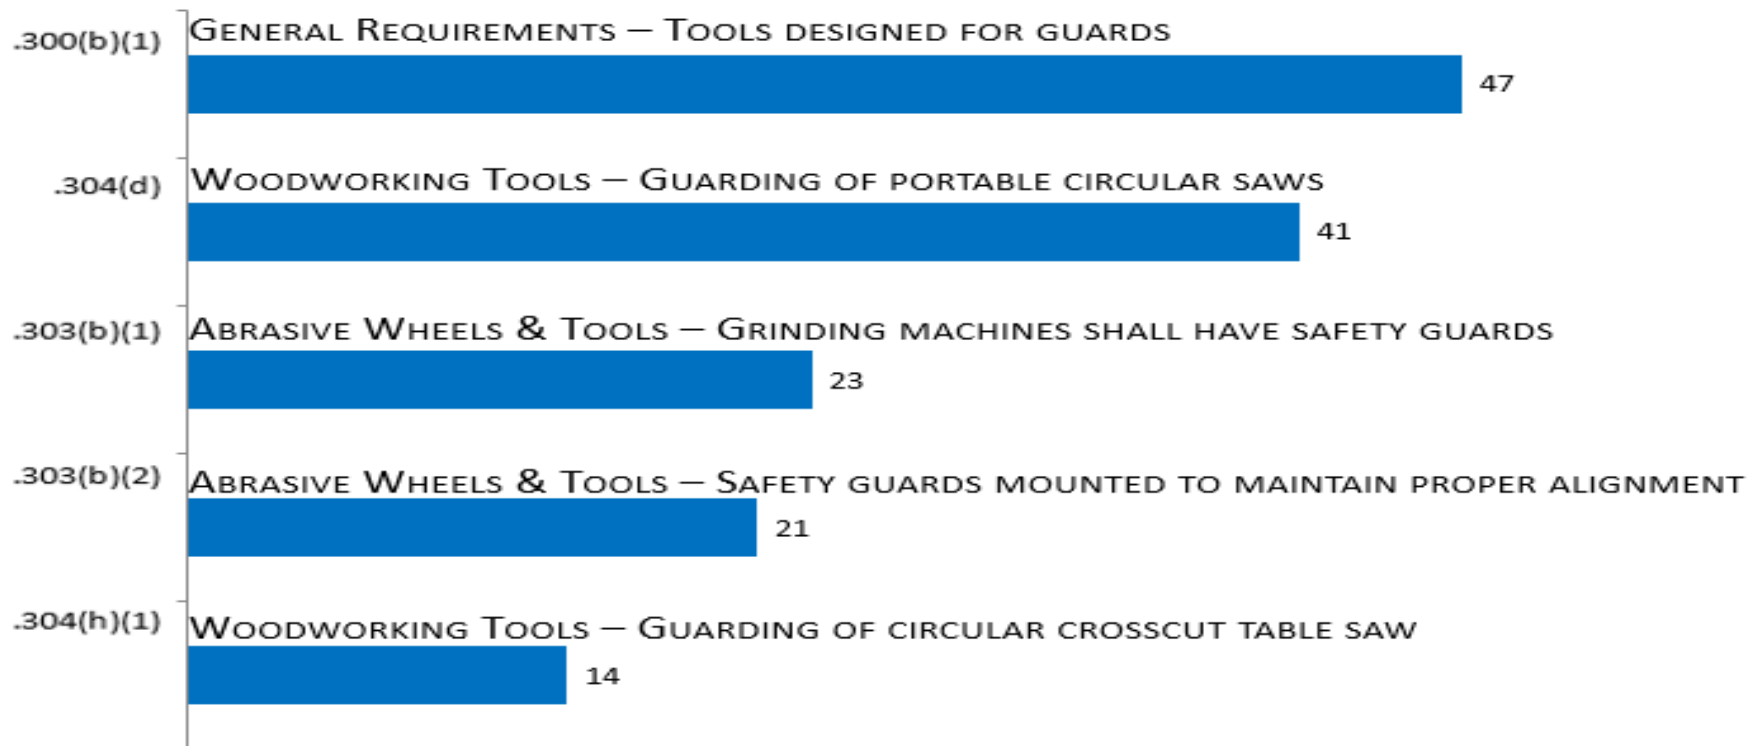 .300(b)(1) General Requirements – Tools designed for guards
47
.304(d) Woodworking Tools – Guarding of portable circular saws
41
.303(b)(1) Abrasive Wheels & Tools – Grinding machines shall have safety guards
23
.303(b)(2) Abrasive Wheels & Tools – Safety guards mounted to maintain proper alignment
21
.304(h)(1) Woodworking Tools – Guarding of circular crosscut table saw
14